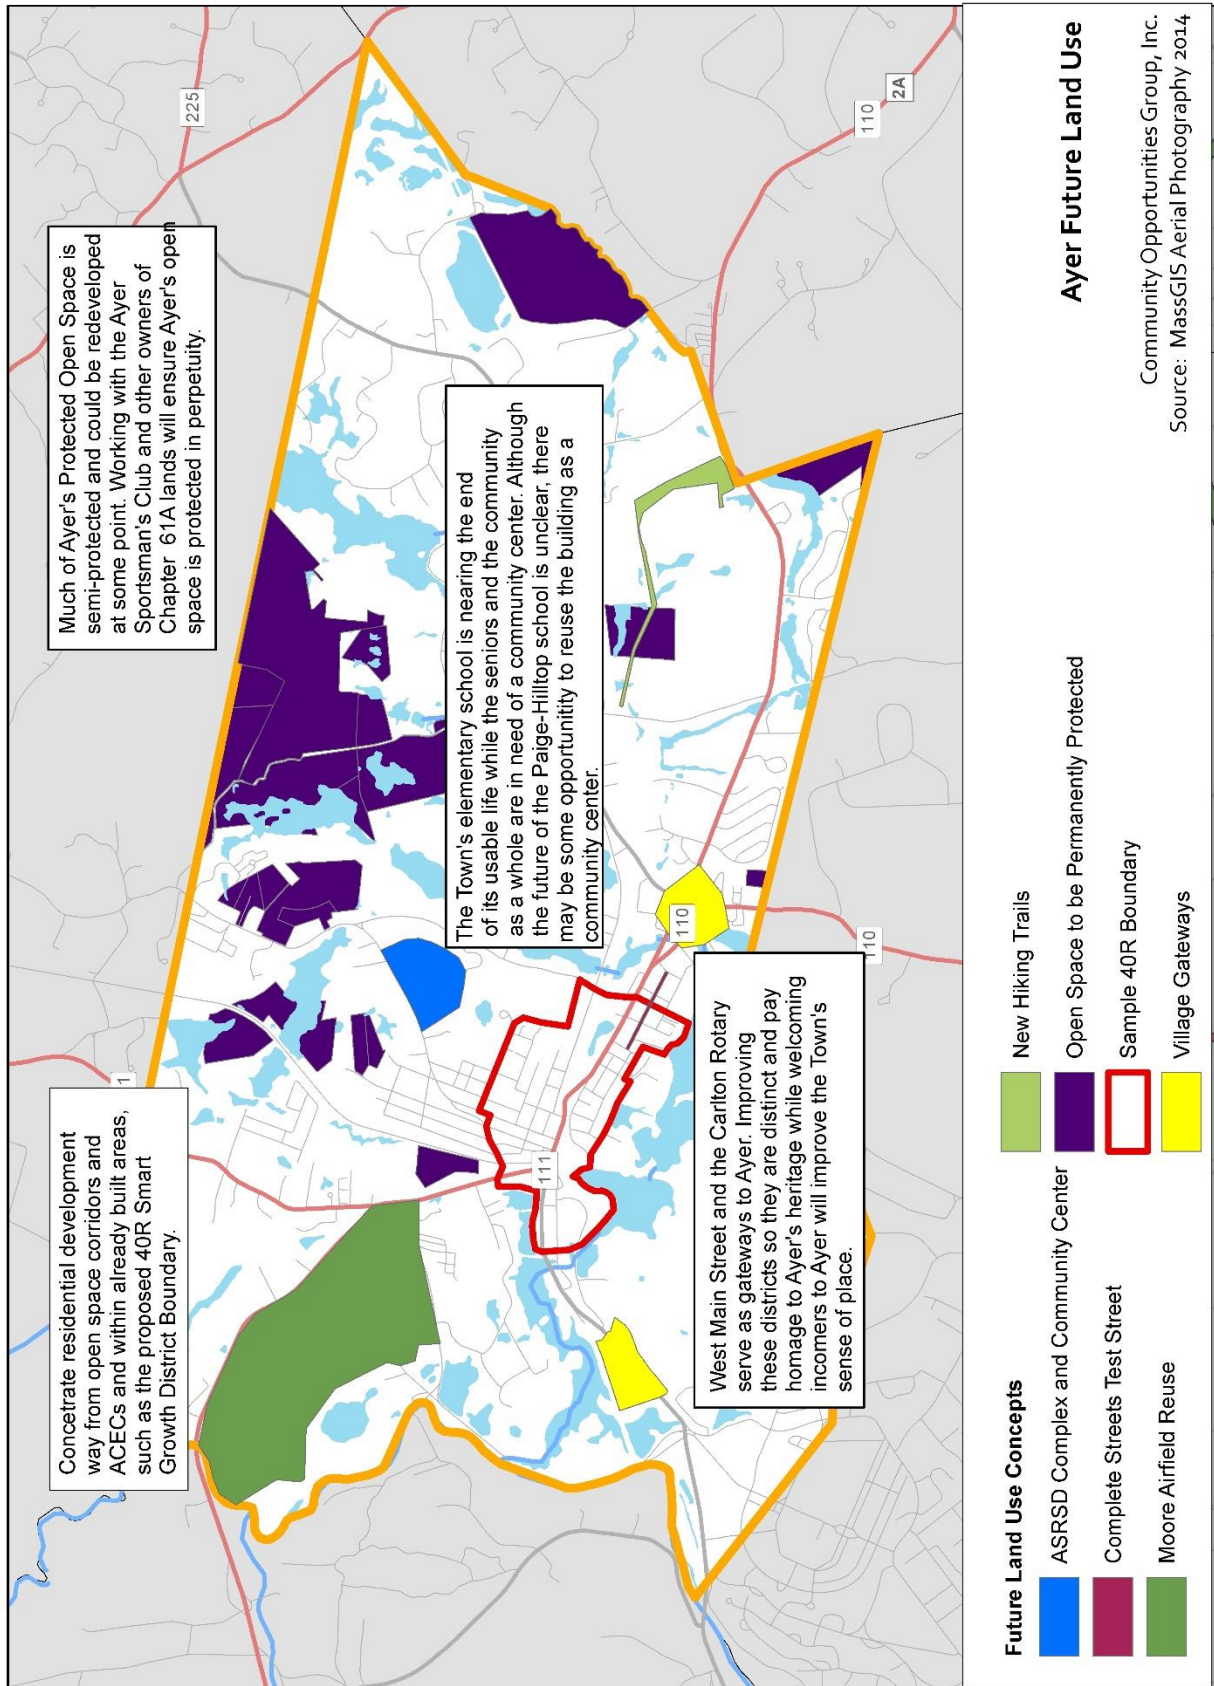 Concetrate residential development
way from open space corridors and
ACECs and within already built areas,
such as the proposed 40R Smart
Growth District Boundary.
Much of Ayer's Protected Open Space is
semi-protected and could be redeveloped
at some point. Working with the Ayer
Sportsman's Club and other owners of
Chapter 61A lands will ensure Ayer's open
space is protected in perpetuity.
225
1
The Town's elementary school is nearing the end
of its usable life while the seniors and the community
as a whole are in need of a community center. Although
the future of the Paige-Hilltop school is unclear, there
may be some opportunitity to reuse the building as a
community center.
111
110
110
2A
110
West Main Street and the Carlton Rotary
serve as gateways to Ayer. Improving
these districts so they are distinct and pay
homage to Ayer's heritage while welcoming
incomers to Ayer will improve the Town's
sense of place.
Future Land Use Concepts
ASRSD Complex and Community Center
Complete Streets Test Street
Moore Airfield Reuse
New Hiking Trails
Open Space to be Permanently Protected
Sample 40R Boundary
Village Gateways
Ayer Future Land Use
Community Opportunities Group, Inc.
Source: MassGIS Aerial Photography 2014